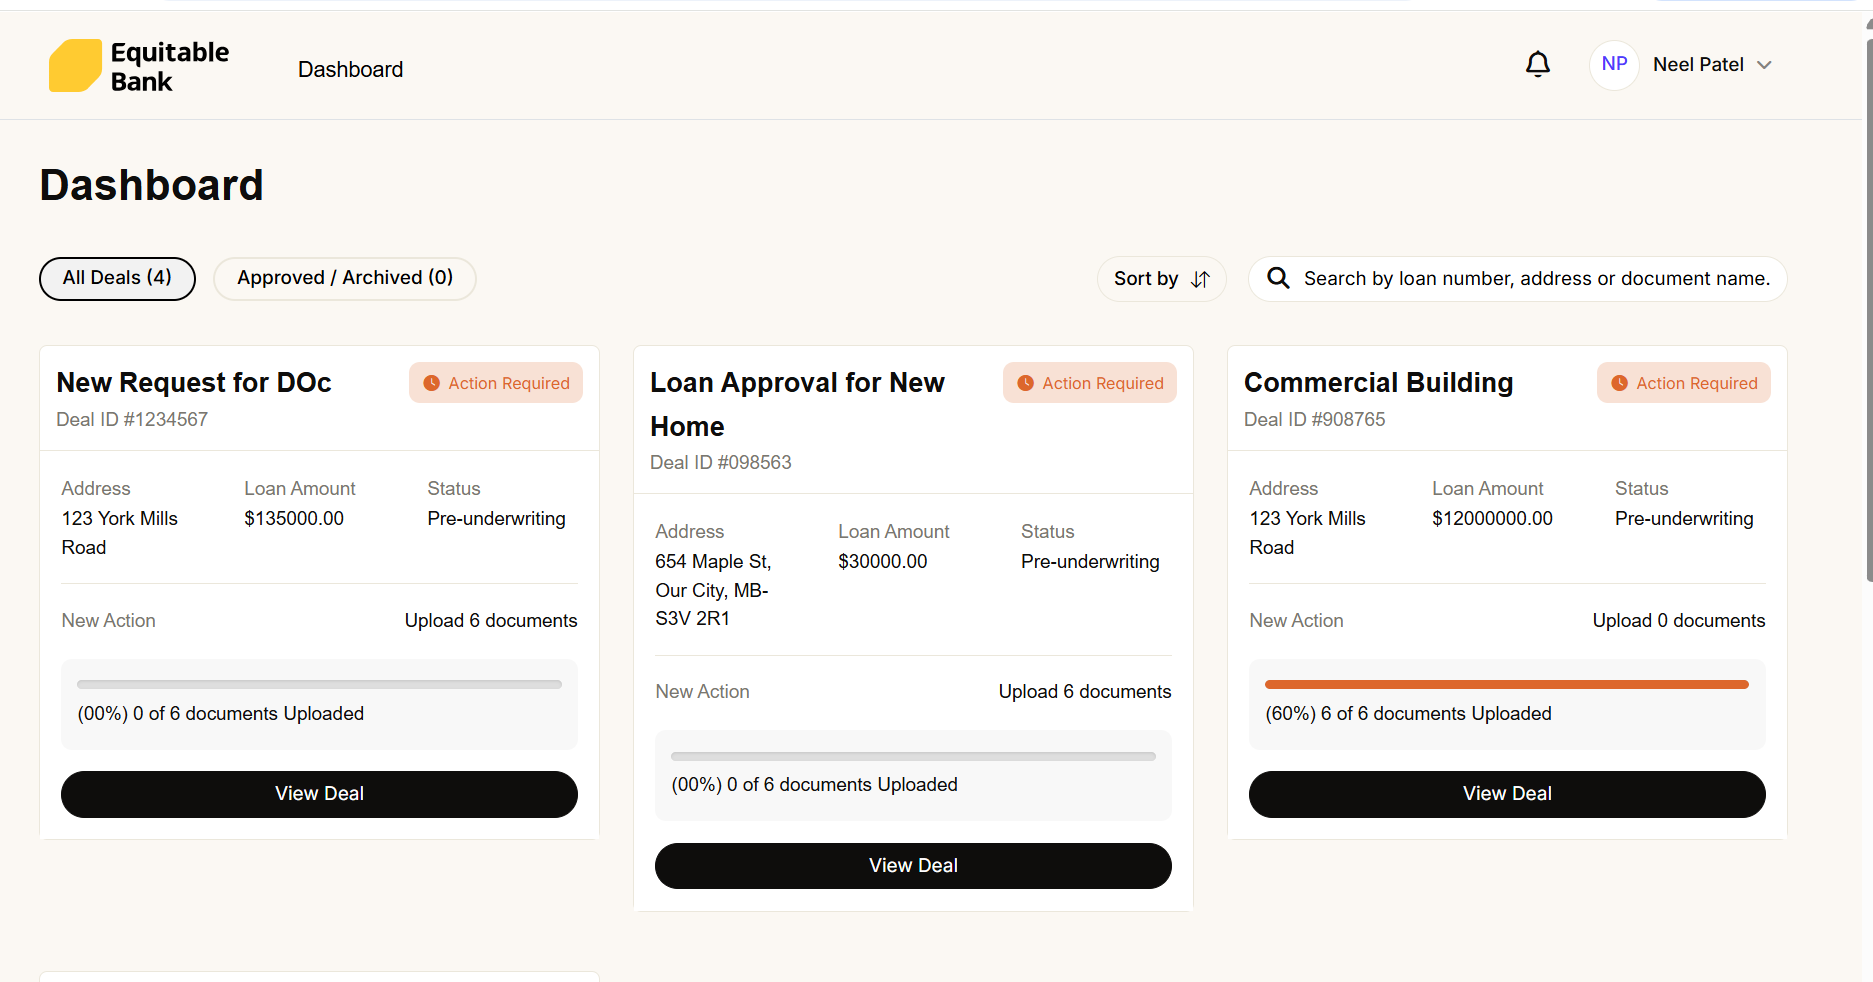 Equitable
Bank
Dashboard
NP
Neel Patel
Dashboard
All Deals (4)
Approved / Archived (0)
Sort by
Search by loan number, address or document name.
New Request for DOc
Action Required
Deal ID #1234567
Address
Loan Amount
Status
123 York Mills
Road
$135000.00
Pre-underwriting
New Action
Upload 6 documents
(00%) 0 of 6 documents Uploaded
View Deal
Loan Approval for New
Home
Action Required
Deal ID #098563
Address
Loan Amount
Status
654 Maple St,
Our City, MB-
S3V 2R1
$30000.00
Pre-underwriting
New Action
Upload 6 documents
(00%) 0 of 6 documents Uploaded
View Deal
Commercial Building
Action Required
Deal ID #908765
Address
Loan Amount
Status
123 York Mills
Road
$12000000.00
Pre-underwriting
New Action
Upload 0 documents
(60%) 6 of 6 documents Uploaded
View Deal